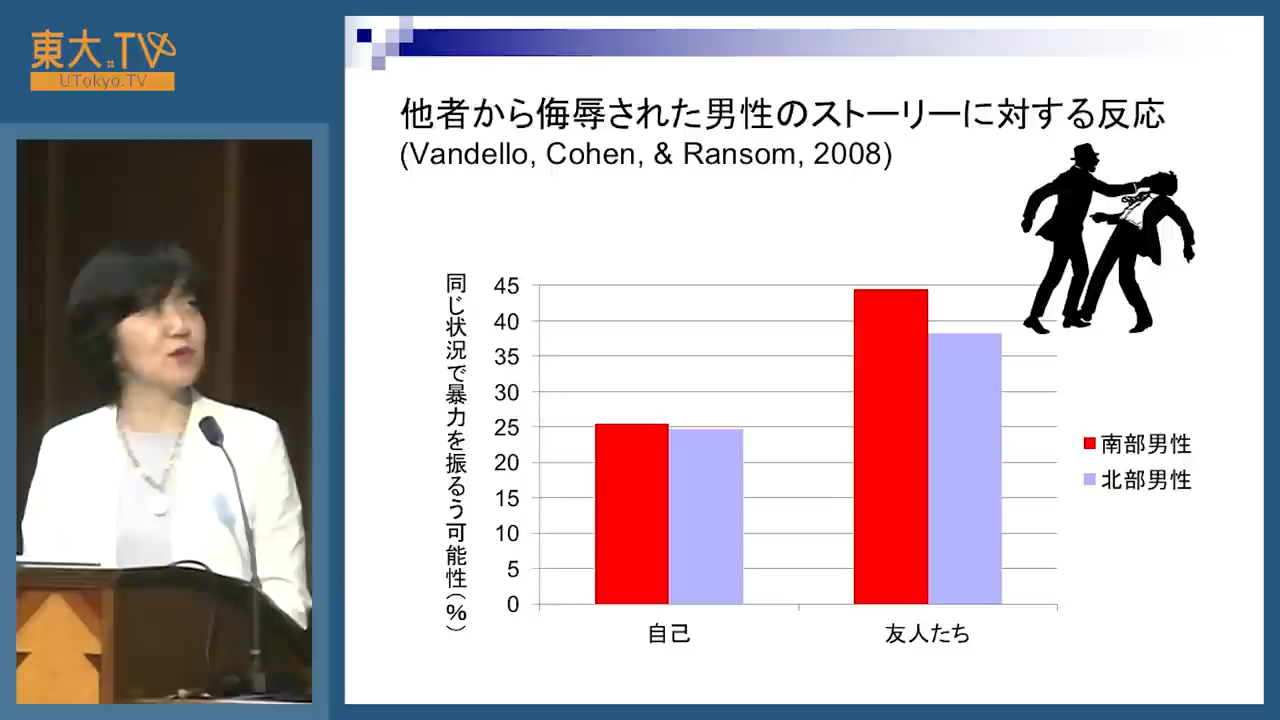 東大.TV
UTokyo.TV
他者から侮辱された男性のストーリーに対する反応
(Vandello, Cohen, & Ransom, 2008)
同じ状況で暴力を振るう可能性(%)
45
40
35
30
25
20
15
10
5
0
自己
友人たち
南部男性
北部男性